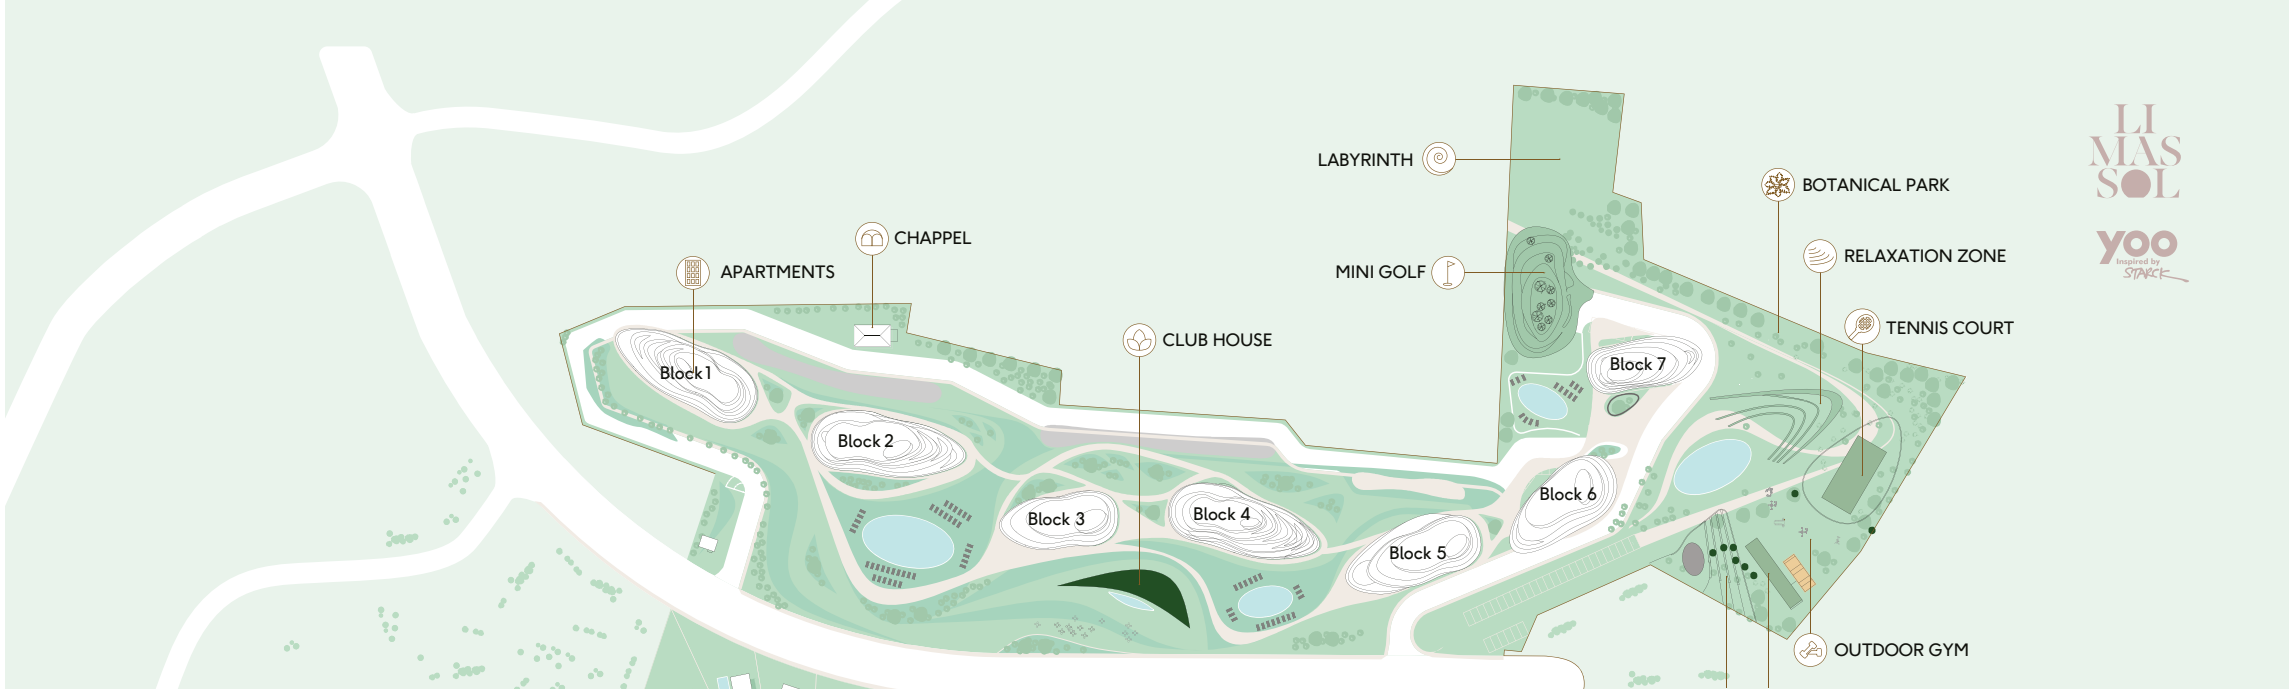 LI
MAS
SOL
LABYRINTH
BOTANICAL PARK
CHAPPEL
yoo
Inspired by
STARCK
RELAXATION ZONE
APARTMENTS
MINI GOLF
TENNIS COURT
CLUB HOUSE
Block 7
Block 1
Block 2
Block 6
Block 4
Block 3
Block 5
OUTDOOR GYM